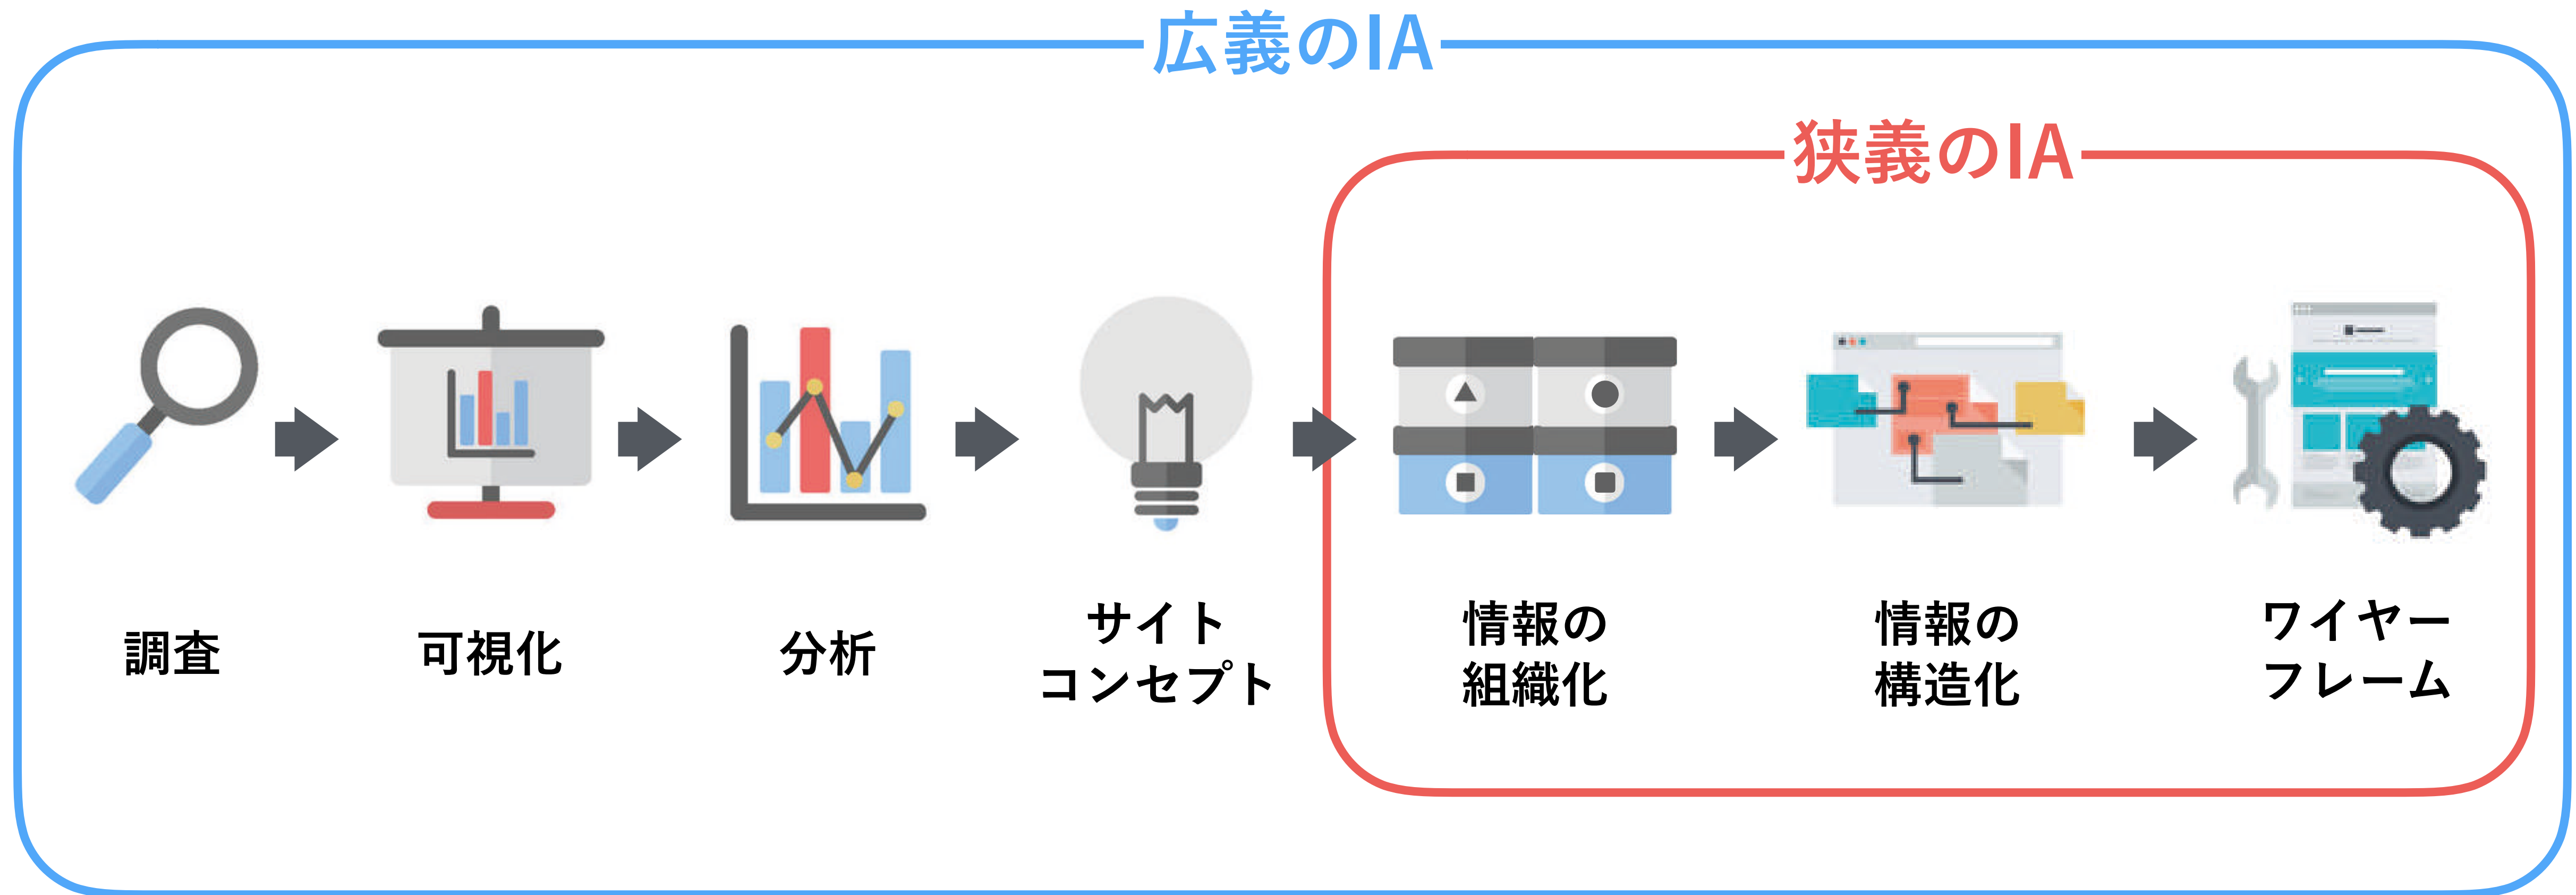 広義のIA
狭義のIA
調査
可視化
分析
サイト
コンセプト
情報の
組織化
情報の
構造化
ワイヤー
フレーム